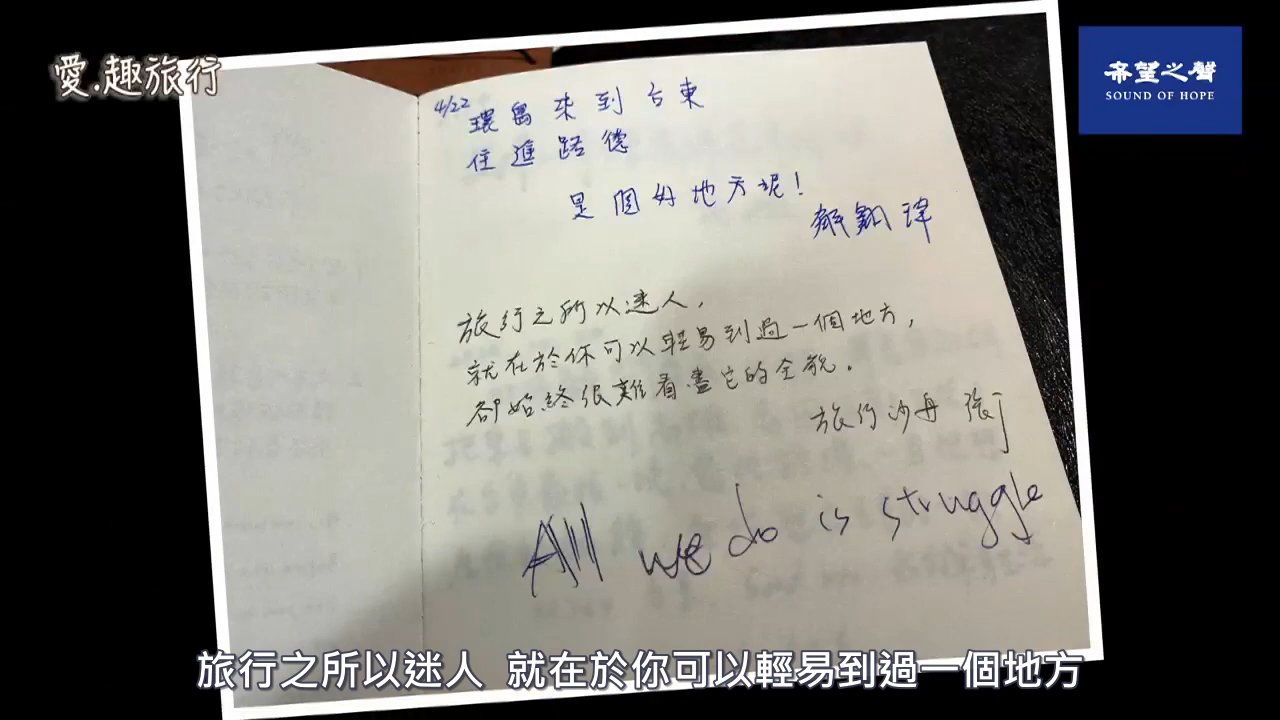 愛.趣旅行
希望之聲
SOUND OF HOPE
4/22
環島來到台東
住進路德
是個好地方呢！
旅行之所以迷人，
就在於你可以輕易到過一個地方，
卻始終很難看盡它的全貌。
旅行沙丹
All we do is struggle
旅行之所以迷人 就在於你可以輕易到過一個地方